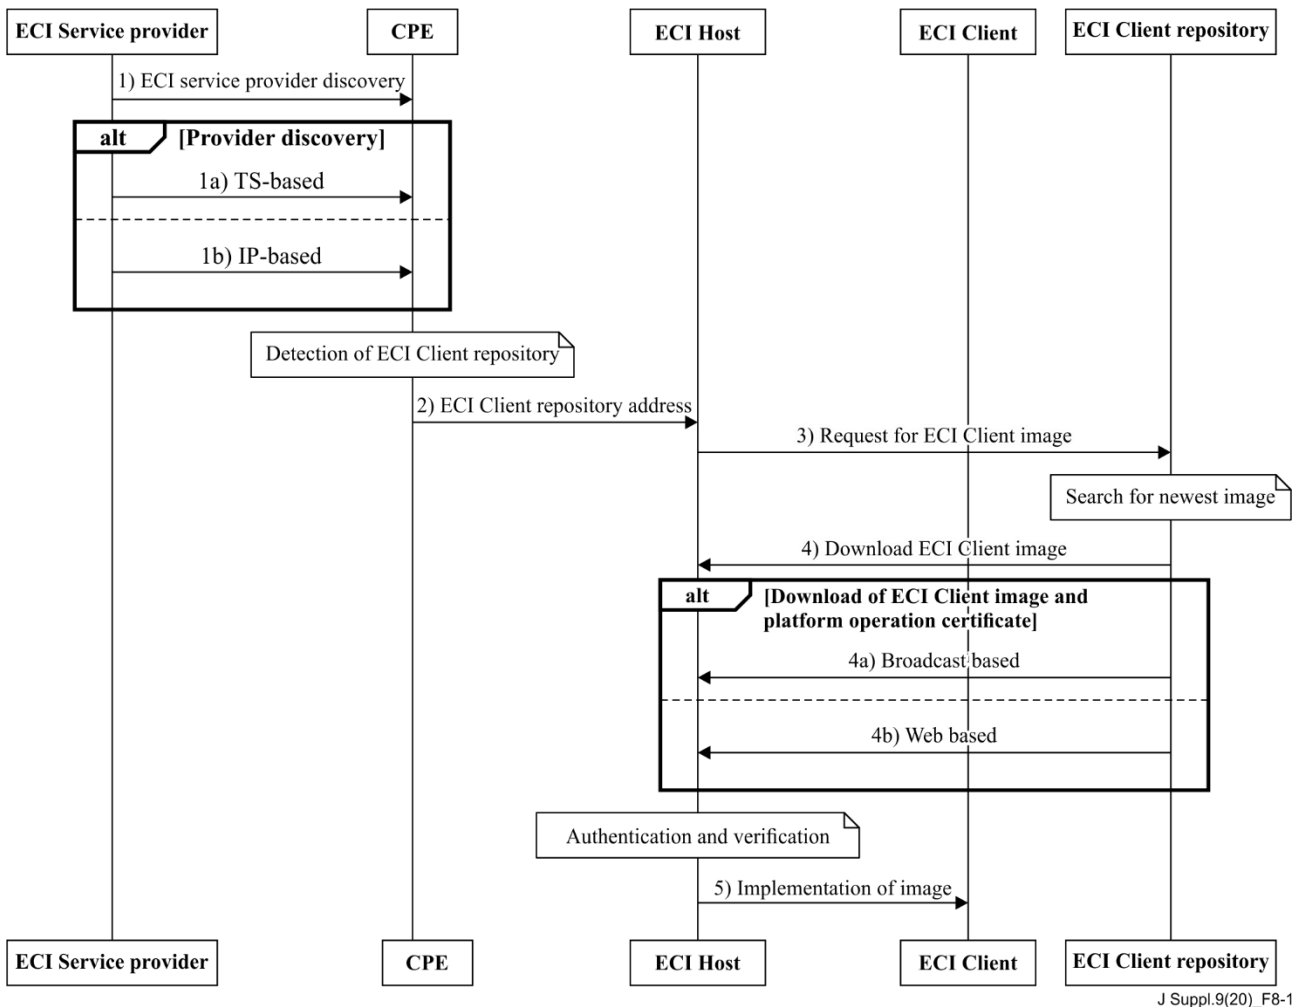 ECI Service provider
CPE
ECI Host
ECI Client
ECI Client repository
1) ECI service provider discovery
alt
[Provider discovery]
1a) TS-based
1b) IP-based
Detection of ECI Client repository
2) ECI Client repository address
3) Request for ECI Client image
Search for newest image
4) Download ECI Client image
alt
[Download of ECI Client image and
platform operation certificate]
4a) Broadcast based
4b) Web based
Authentication and verification
5) Implementation of image
ECI Service provider
CPE
ECI Host
ECI Client
ECI Client repository
J Suppl.9(20)_F8-1